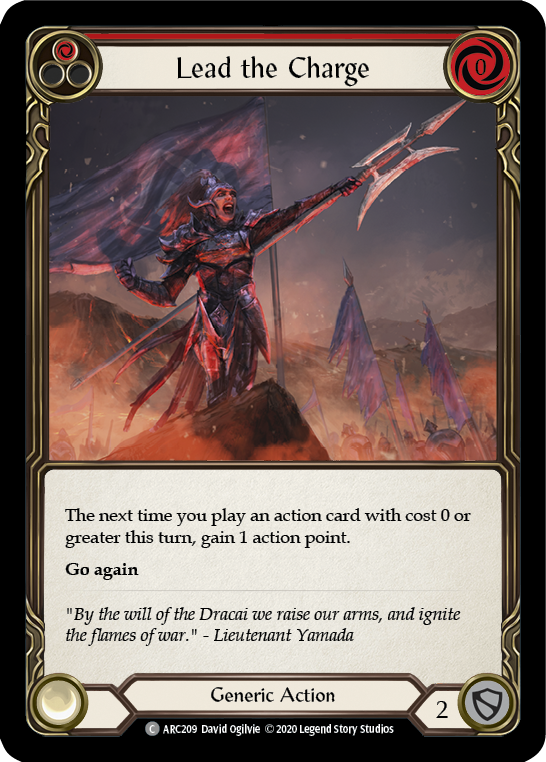 Lead the Charge
0
The next time you play an action card with cost 0 or
greater this turn, gain 1 action point.
Go again
"By the will of the Dracai we raise our arms, and ignite
the flames of war." - Lieutenant Yamada
Generic Action
2
C ARC209 David Ogilvie © 2020 Legend Story Studios